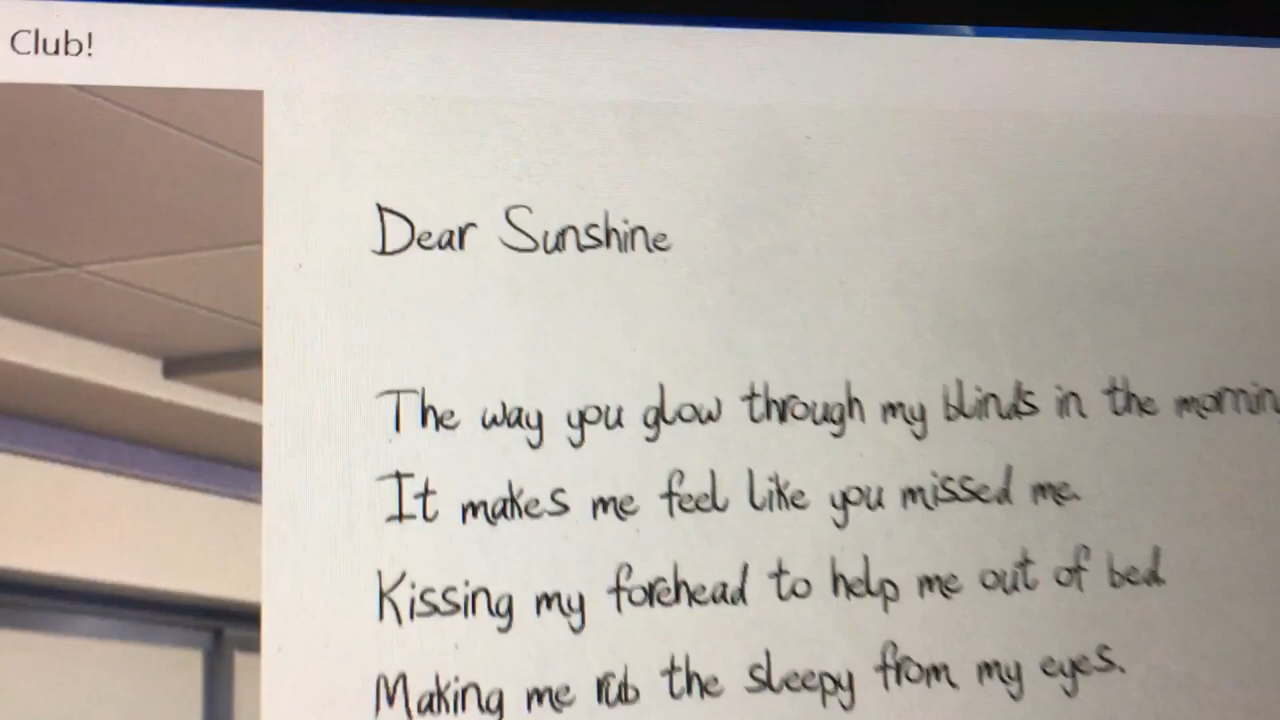 Club!
Dear Sunshine
The way you glow through my blinds in the mornin
It makes me feel like you missed me.
Kissing my forehead to help me out of bed
Making me rub the sleepy from my eyes.